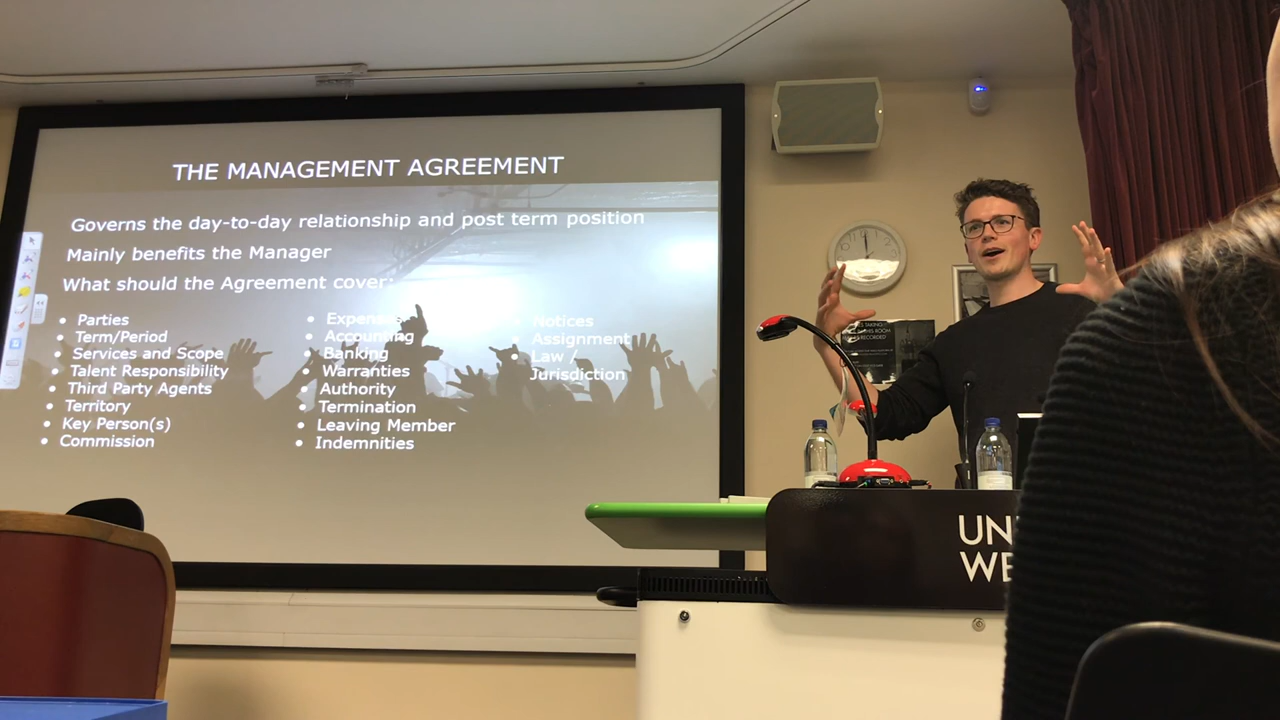 THE MANAGEMENT AGREEMENT
Governs the day-to-day relationship and post term position
Mainly benefits the Manager
What should the Agreement cover:
• Parties
• Term/Period
• Services and Scope
• Talent Responsibility
• Third Party Agents
• Territory
• Key Person(s)
• Commission
• Expenses
• Accounting
• Banking
• Warranties
• Authority
• Termination
• Leaving Member
• Indemnities
• Notices
• Assignment
• Law /
Jurisdiction
UN
WE